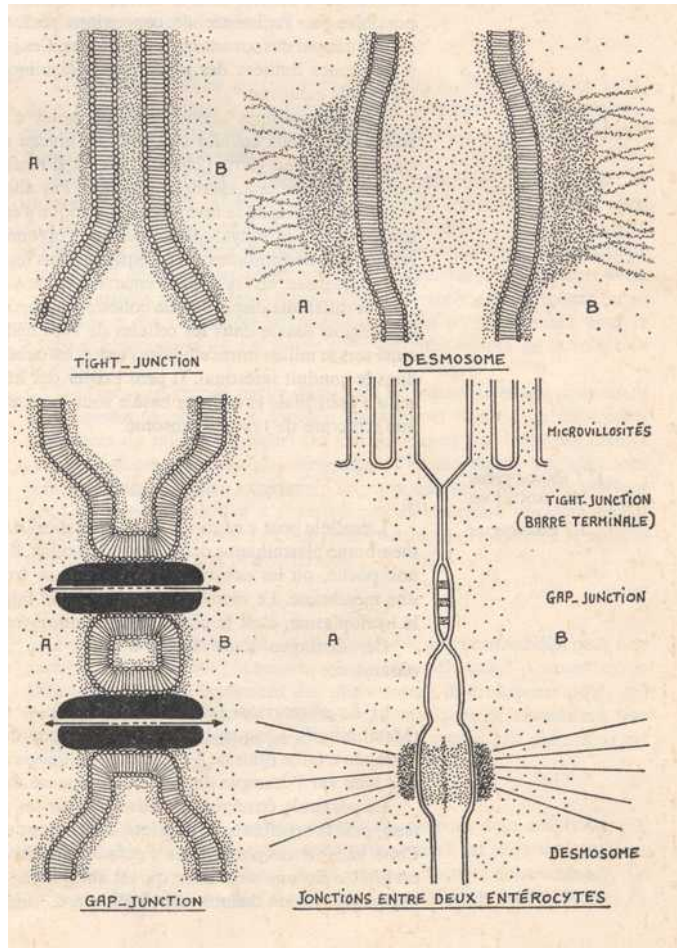 A
B
TIGHT_JUNCTION
A
B
DESMOSOME
A
B
GAP_JUNCTION
MICROVILLOSITÉS
TIGHT-JUNCTION
(BARRE TERMINALE)
GAP_JUNCTION
A
B
DESMOSOME
JONCTIONS ENTRE DEUX ENTÉROCYTES